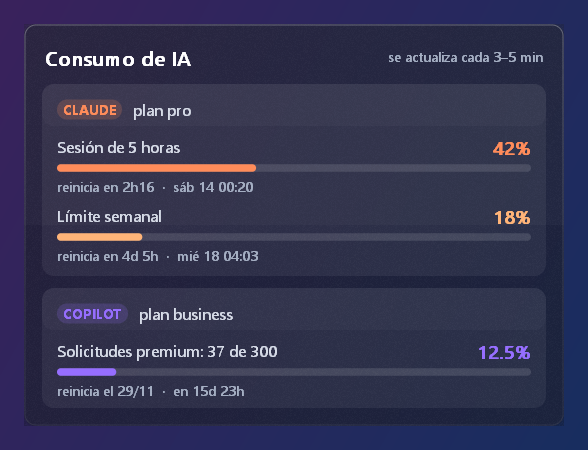 Consumo de IA
se actualiza cada 3–5 min
CLAUDE plan pro
Sesión de 5 horas 42%
reinicia en 2h16 · sáb 14 00:20
Límite semanal 18%
reinicia en 4d 5h · mié 18 04:03
COPILOT plan business
Solicitudes premium: 37 de 300 12.5%
reinicia el 29/11 · en 15d 23h